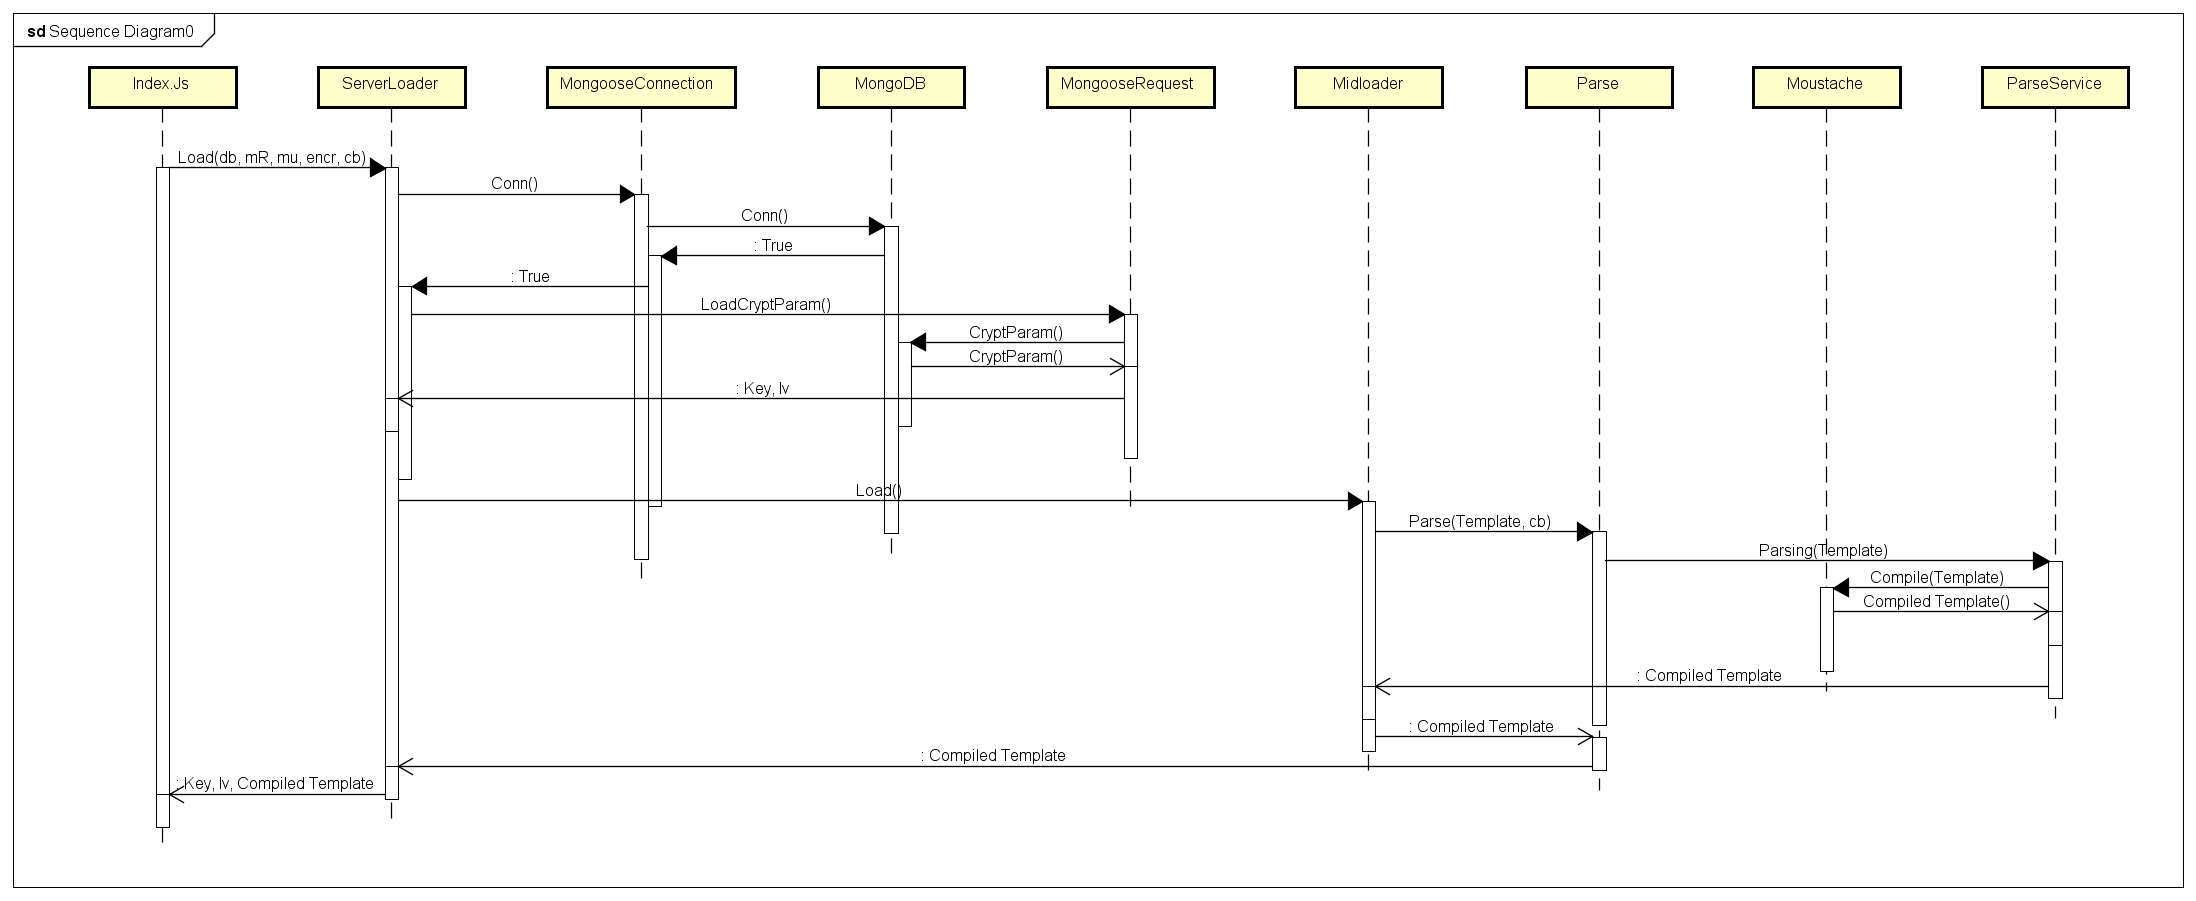 sd Sequence Diagram0
Index.Js
ServerLoader
MongooseConnection
MongoDB
MongooseRequest
Midloader
Parse
Moustache
ParseService
Load(db, mR, mu, encr, cb)
Conn()
Conn()
: True
: True
LoadCryptParam()
CryptParam()
CryptParam()
: Key, Iv
Load()
Parse(Template, cb)
Parsing(Template)
Compile(Template)
Compiled Template()
: Compiled Template
: Compiled Template
: Compiled Template
: Key, Iv, Compiled Template